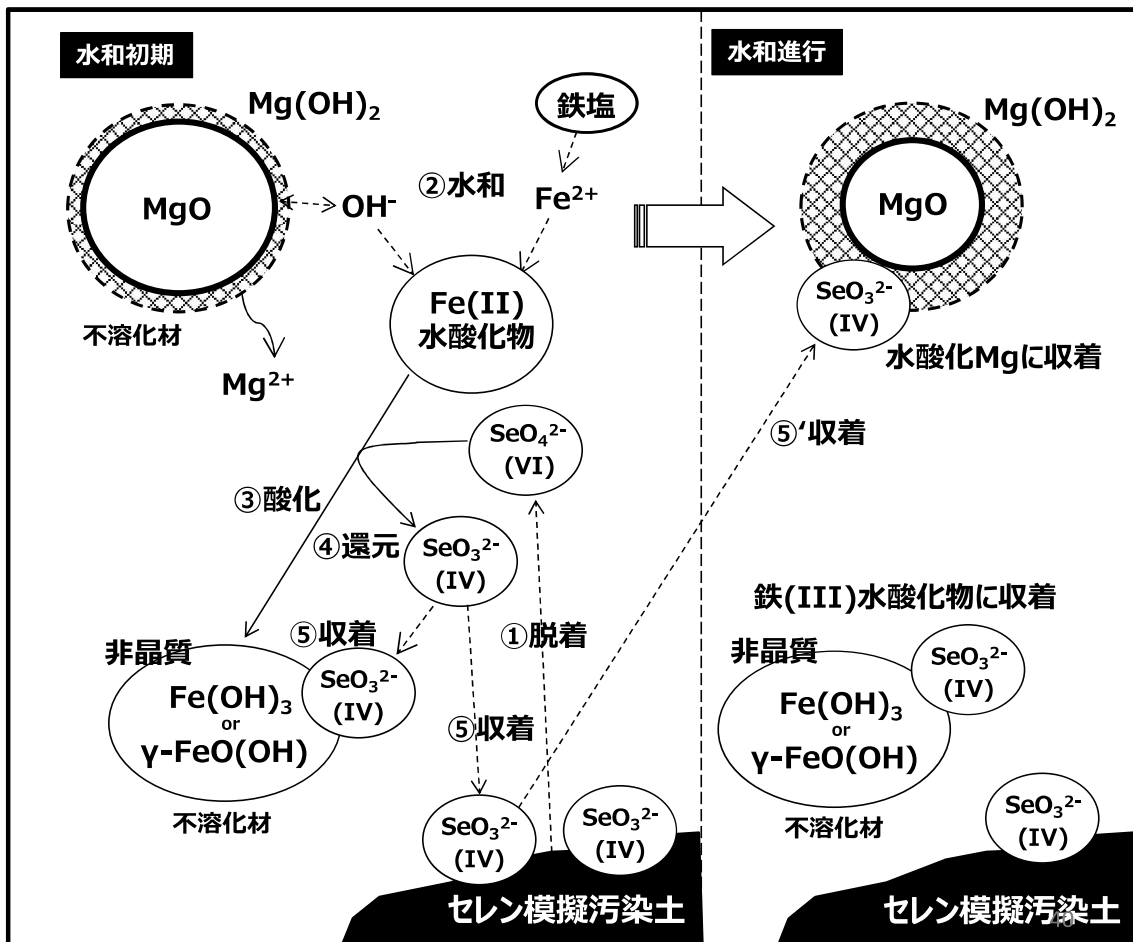 水和初期
Mg(OH)₂
MgO
OH⁻
②水和
鉄塩
Fe²⁺
Fe(II)
水酸化物
不溶化材
Mg²⁺
SeO₄²⁻
(VI)
③酸化
④還元
SeO₃²⁻
(IV)
⑤収着
①脱着
非晶質
Fe(OH)₃
or
γ-FeO(OH)
SeO₃²⁻
(IV)
不溶化材
⑤収着
SeO₃²⁻
(IV)
SeO₃²⁻
(IV)
セレン模擬汚染土
水和進行
Mg(OH)₂
MgO
SeO₃²⁻
(IV)
水酸化Mgに収着
⑤‘収着
鉄(III)水酸化物に収着
非晶質
SeO₃²⁻
(IV)
Fe(OH)₃
or
γ-FeO(OH)
不溶化材
SeO₃²⁻
(IV)
セレン模擬汚染土